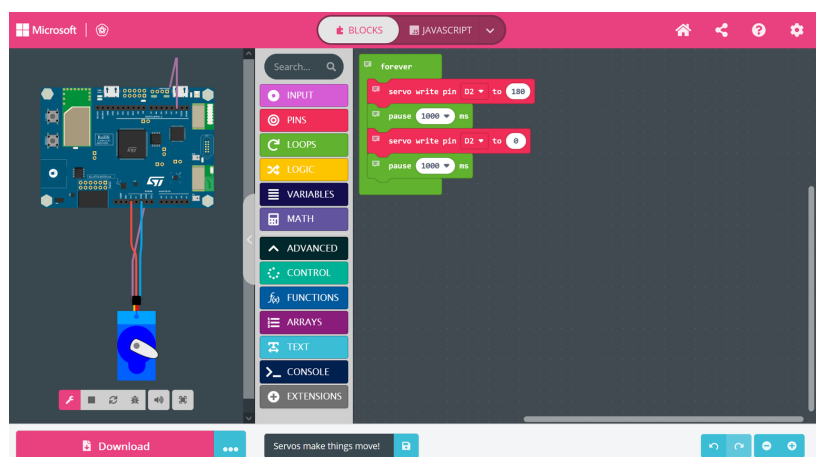 Microsoft
BLOCKS
JS JAVASCRIPT
Search...
INPUT
PINS
LOOPS
LOGIC
VARIABLES
MATH
ADVANCED
CONTROL
f(x) FUNCTIONS
ARRAYS
TEXT
CONSOLE
EXTENSIONS
forever
servo write pin D2 to 180
pause 1000 ms
servo write pin D2 to 0
pause 1000 ms
Download
Servos make things move!